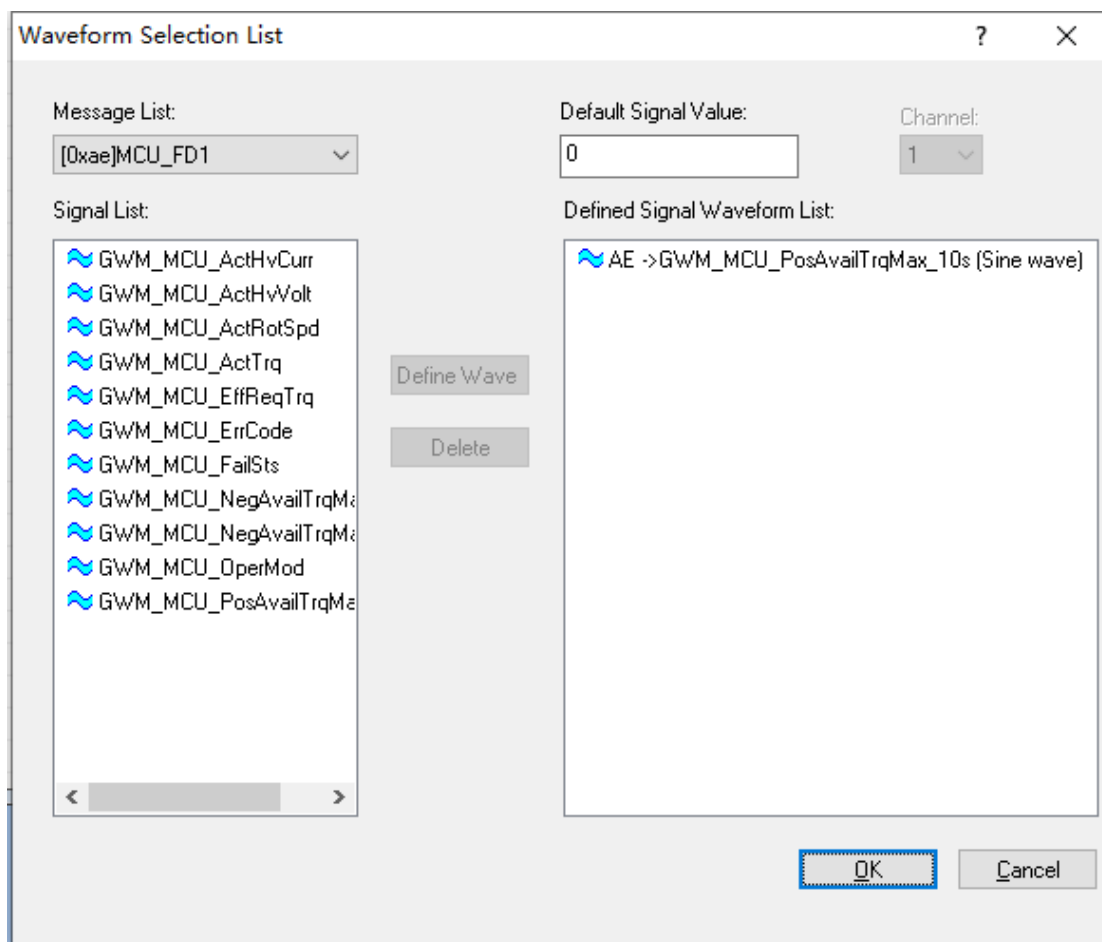 Waveform Selection List
?
Message List:
[0xae]MCU_FD1
Default Signal Value:
0
Channel:
1
Signal List:
GWM_MCU_ActHvCurr
GWM_MCU_ActHvVolt
GWM_MCU_ActRotSpd
GWM_MCU_ActTrq
GWM_MCU_EffReqTrq
GWM_MCU_ErrCode
GWM_MCU_FailSts
GWM_MCU_NegAvailTrqMa
GWM_MCU_NegAvailTrqMa
GWM_MCU_OperMod
GWM_MCU_PosAvailTrqMa
Define Wave
Delete
Defined Signal Waveform List:
AE ->GWM_MCU_PosAvailTrqMax_10s (Sine wave)
OK
Cancel